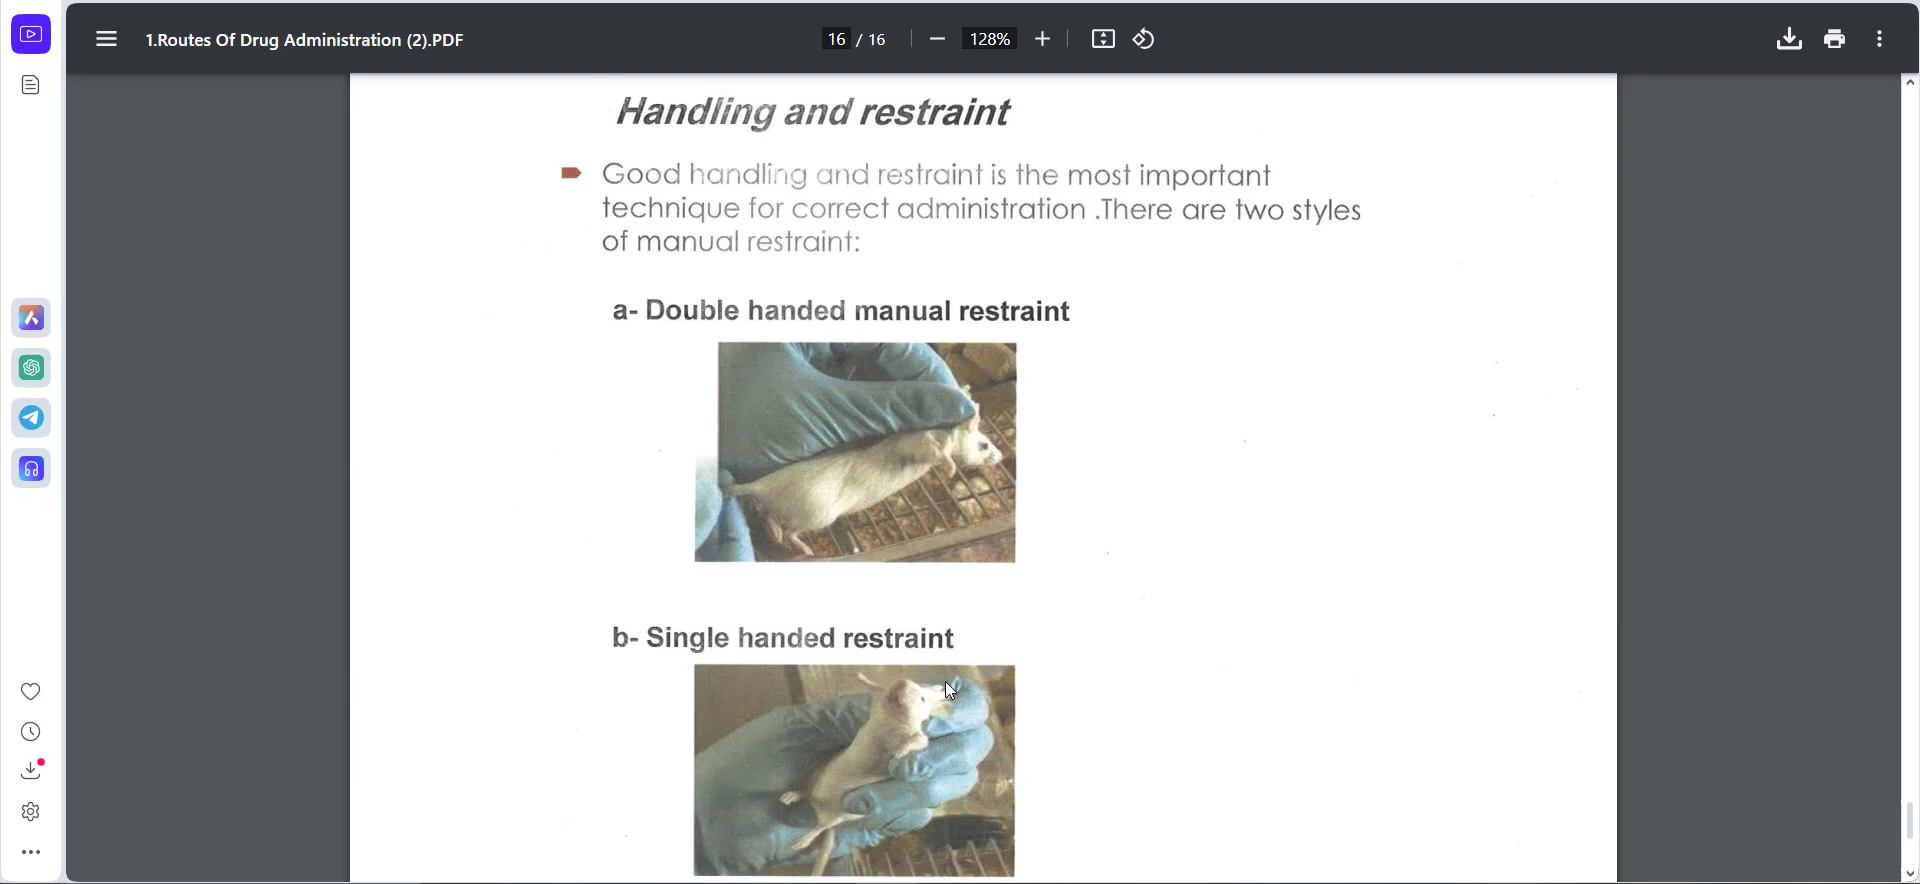 1.Routes Of Drug Administration (2).PDF
16 / 16
128%
Handling and restraint
Good handling and restraint is the most important
technique for correct administration .There are two styles
of manual restraint:
a- Double handed manual restraint
b- Single handed restraint